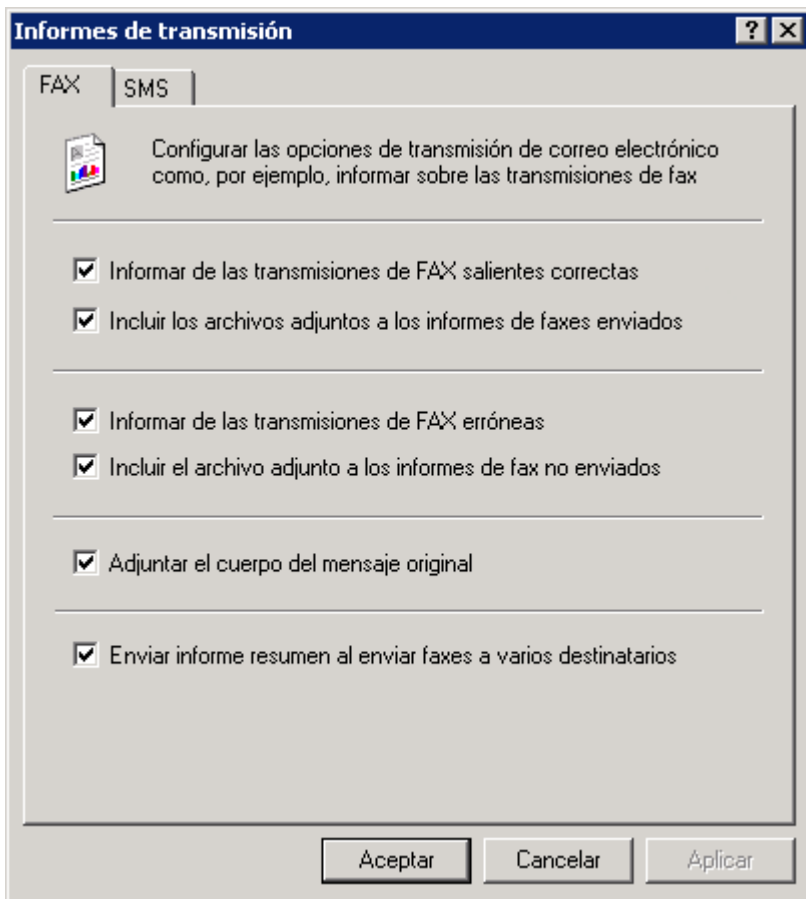 Informes de transmisión
FAX
SMS
Configurar las opciones de transmisión de correo electrónico
como, por ejemplo, informar sobre las transmisiones de fax
Informar de las transmisiones de FAX salientes correctas
Incluir los archivos adjuntos a los informes de faxes enviados
Informar de las transmisiones de FAX erróneas
Incluir el archivo adjunto a los informes de fax no enviados
Adjuntar el cuerpo del mensaje original
Enviar informe resumen al enviar faxes a varios destinatarios
Aceptar
Cancelar
Aplicar